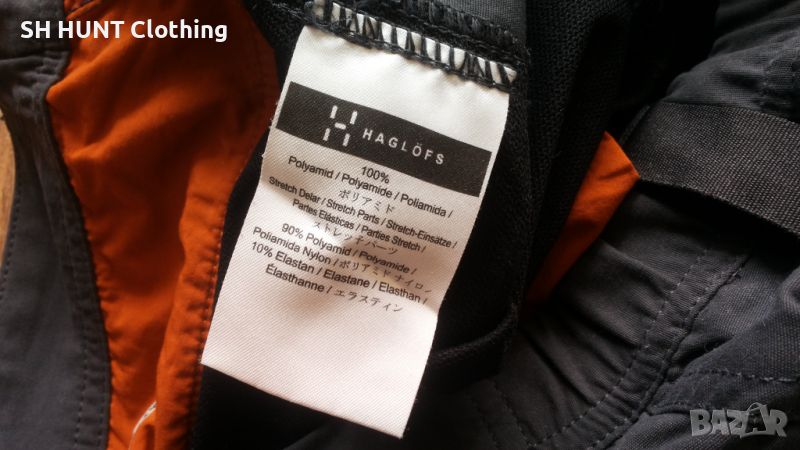 SH HUNT Clothing
HAGLÖFS
100%
Polyamid / Polyamide / Poliamida /
ポリアミド
Stretch Delar / Stretch Parts / Stretch-Einsätze /
Partes Elásticas / Parties Stretch /
ストレッチパーツ
90% Polyamid / Polyamide /
Poliamida Nylon / ポリアミド ナイロン
10% Elastan / Elastane / Elasthan /
Elasthanne / エラスティン
BAZAR